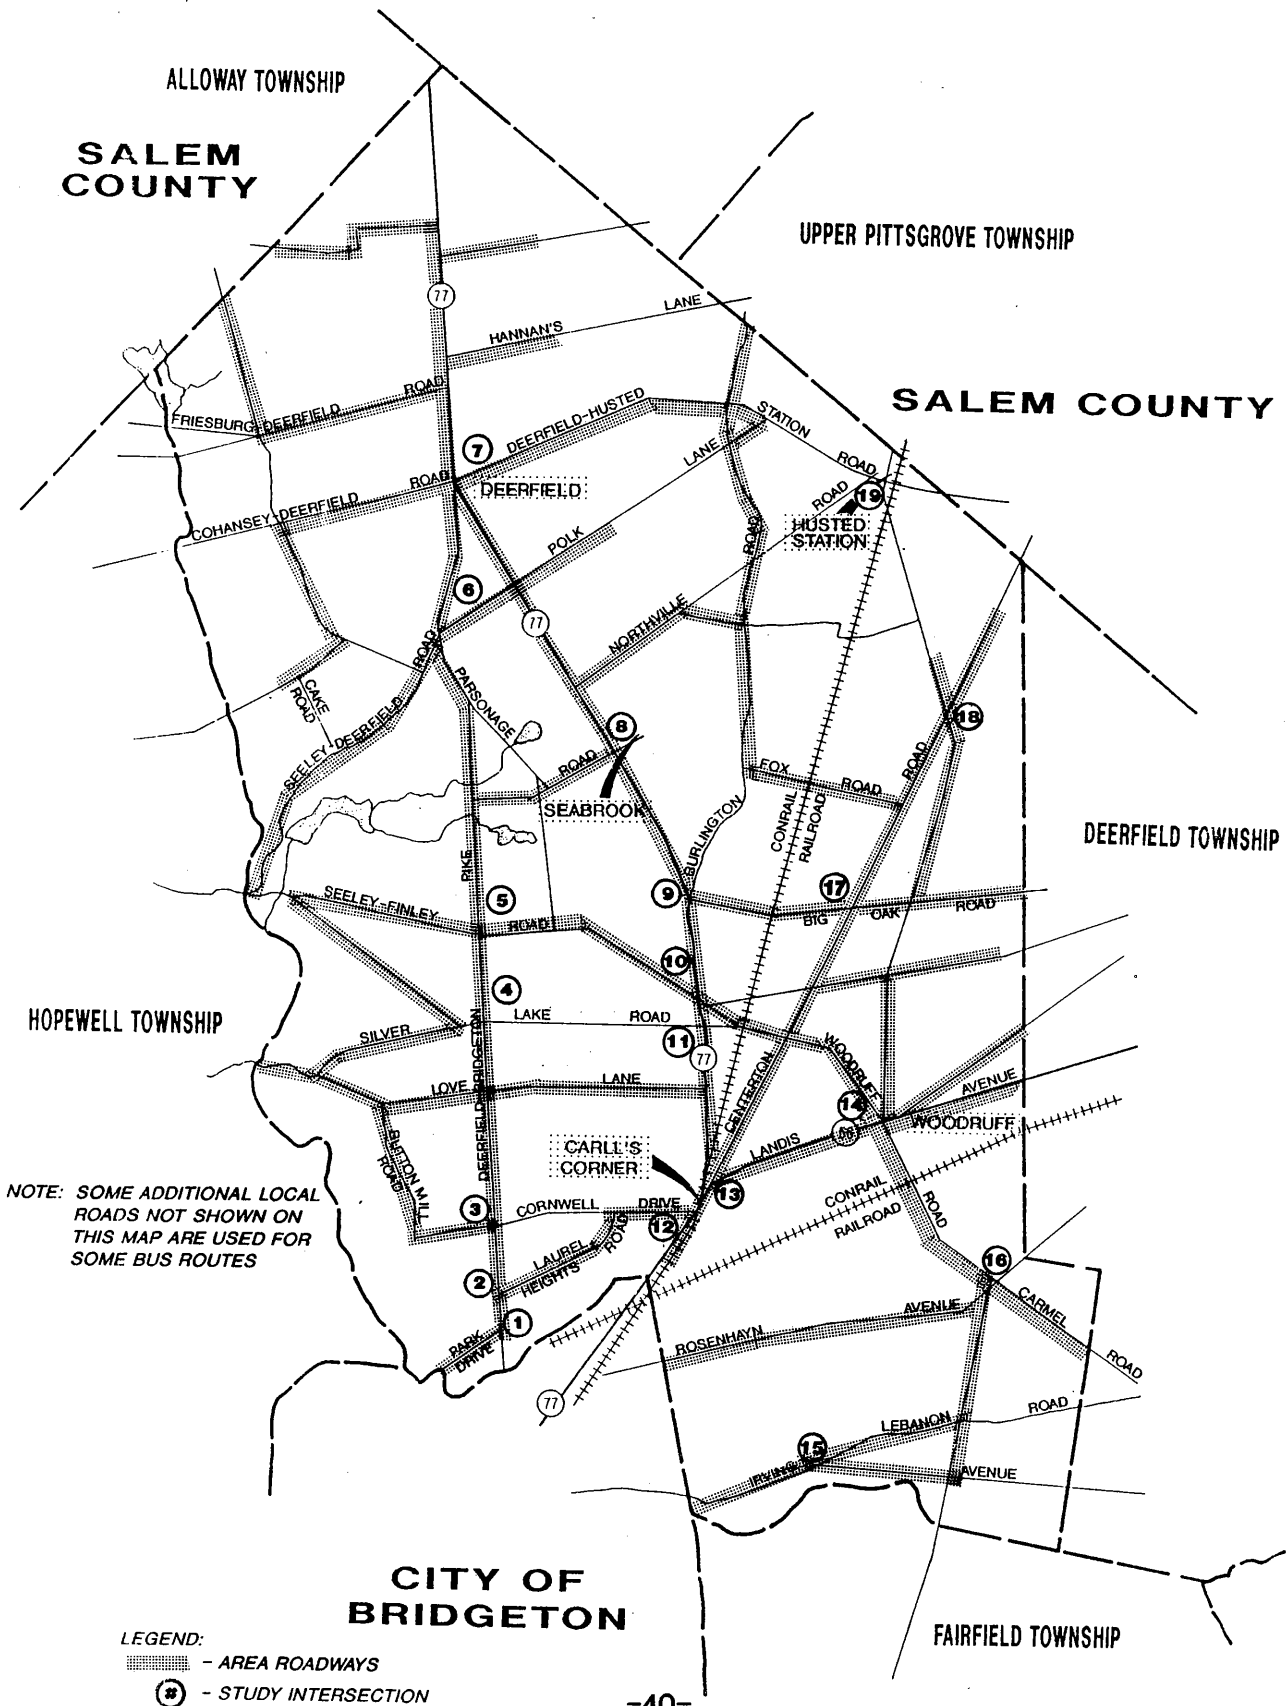 ALLOWAY TOWNSHIP
SALEM
COUNTY
UPPER PITTSGROVE TOWNSHIP
77
HANNAN'S LANE
SALEM COUNTY
FRIESBURG-DEERFIELD ROAD
DEERFIELD-HUSTED STATION ROAD
7
LANE
DEERFIELD
COHANSEY-DEERFIELD ROAD
ROAD
19
HUSTED
STATION
POLK
ROAD
6
77
NORTHVILLE
ROAD
PARSONAGE
CAKE
ROAD
SEELEY-DEERFIELD
8
18
ROAD
ROAD
FOX ROAD
SEABROOK
CONRAIL
RAILROAD
BURLINGTON
DEERFIELD TOWNSHIP
PIKE
17
5
9
SEELEY-FINLEY ROAD
BIG OAK ROAD
10
4
HOPEWELL TOWNSHIP
SILVER LAKE ROAD
11
77
WOODRUFF
LOVE LANE
CENTERTON
DEERFIELD-BRIDGETON
14
AVENUE
WOODRUFF
LANDIS
CARLL'S
CORNER
BUTTON MILL
ROAD
CONRAIL
RAILROAD
NOTE: SOME ADDITIONAL LOCAL
ROADS NOT SHOWN ON
THIS MAP ARE USED FOR
SOME BUS ROUTES
3
CORNWELL DRIVE
13
12
ROAD
ROAD
LAUREL
HEIGHTS
16
2
CARMEL
ROAD
1
AVENUE
ROSENHAYN
PARK
DRIVE
77
LEBANON ROAD
15
IRVING AVENUE
CITY OF
BRIDGETON
FAIRFIELD TOWNSHIP
LEGEND:
- AREA ROADWAYS
# - STUDY INTERSECTION
-40-